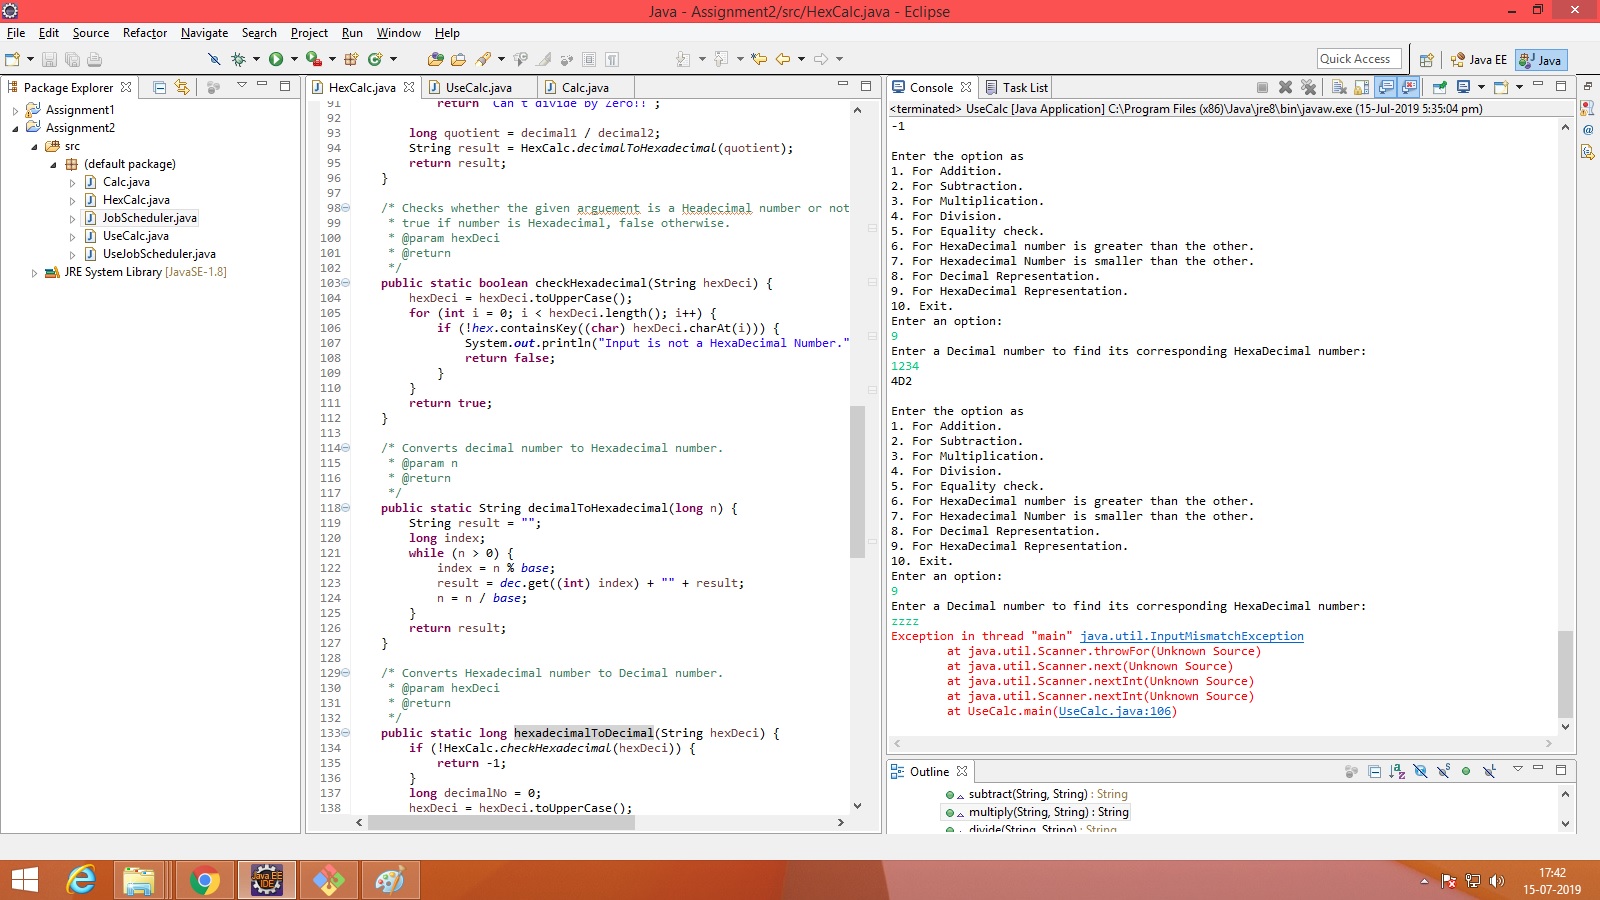 Java - Assignment2/src/HexCalc.java - Eclipse
File Edit Source Refactor Navigate Search Project Run Window Help
Quick Access
Java EE
Java
Package Explorer
Assignment1
Assignment2
src
(default package)
Calc.java
HexCalc.java
JobScheduler.java
UseCalc.java
UseJobScheduler.java
JRE System Library [JavaSE-1.8]
HexCalc.java
UseCalc.java
Calc.java
91 return "Can't divide by Zero!!";
92
93 long quotient = decimal1 / decimal2;
94 String result = HexCalc.decimalToHexadecimal(quotient);
95 return result;
96 }
97
98 /* Checks whether the given arguement is a Headecimal number or not
99 * true if number is Hexadecimal, false otherwise.
100 * @param hexDeci
101 * @return
102 */
103 public static boolean checkHexadecimal(String hexDeci) {
104 hexDeci = hexDeci.toUpperCase();
105 for (int i = 0; i < hexDeci.length(); i++) {
106 if (!hex.containsKey((char) hexDeci.charAt(i))) {
107 System.out.println("Input is not a HexaDecimal Number."
108 return false;
109 }
110 }
111 return true;
112 }
113
114 /* Converts decimal number to Hexadecimal number.
115 * @param n
116 * @return
117 */
118 public static String decimalToHexadecimal(long n) {
119 String result = "";
120 long index;
121 while (n > 0) {
122 index = n % base;
123 result = dec.get((int) index) + "" + result;
124 n = n / base;
125 }
126 return result;
127 }
128
129 /* Converts Hexadecimal number to Decimal number.
130 * @param hexDeci
131 * @return
132 */
133 public static long hexadecimalToDecimal(String hexDeci) {
134 if (!HexCalc.checkHexadecimal(hexDeci)) {
135 return -1;
136 }
137 long decimalNo = 0;
138 hexDeci = hexDeci.toUpperCase();
Console
Task List
<terminated> UseCalc [Java Application] C:\Program Files (x86)\Java\jre8\bin\javaw.exe (15-Jul-2019 5:35:04 pm)
-1
Enter the option as
1. For Addition.
2. For Subtraction.
3. For Multiplication.
4. For Division.
5. For Equality check.
6. For HexaDecimal number is greater than the other.
7. For Hexadecimal Number is smaller than the other.
8. For Decimal Representation.
9. For HexaDecimal Representation.
10. Exit.
Enter an option:
9
Enter a Decimal number to find its corresponding HexaDecimal number:
1234
4D2
Enter the option as
1. For Addition.
2. For Subtraction.
3. For Multiplication.
4. For Division.
5. For Equality check.
6. For HexaDecimal number is greater than the other.
7. For Hexadecimal Number is smaller than the other.
8. For Decimal Representation.
9. For HexaDecimal Representation.
10. Exit.
Enter an option:
9
Enter a Decimal number to find its corresponding HexaDecimal number:
zzzz
Exception in thread "main" java.util.InputMismatchException
at java.util.Scanner.throwFor(Unknown Source)
at java.util.Scanner.next(Unknown Source)
at java.util.Scanner.nextInt(Unknown Source)
at java.util.Scanner.nextInt(Unknown Source)
at UseCalc.main(UseCalc.java:106)
Outline
subtract(String, String) : String
multiply(String, String) : String
divide(String, String) : String
Java EE
IDE
17:42
15-07-2019